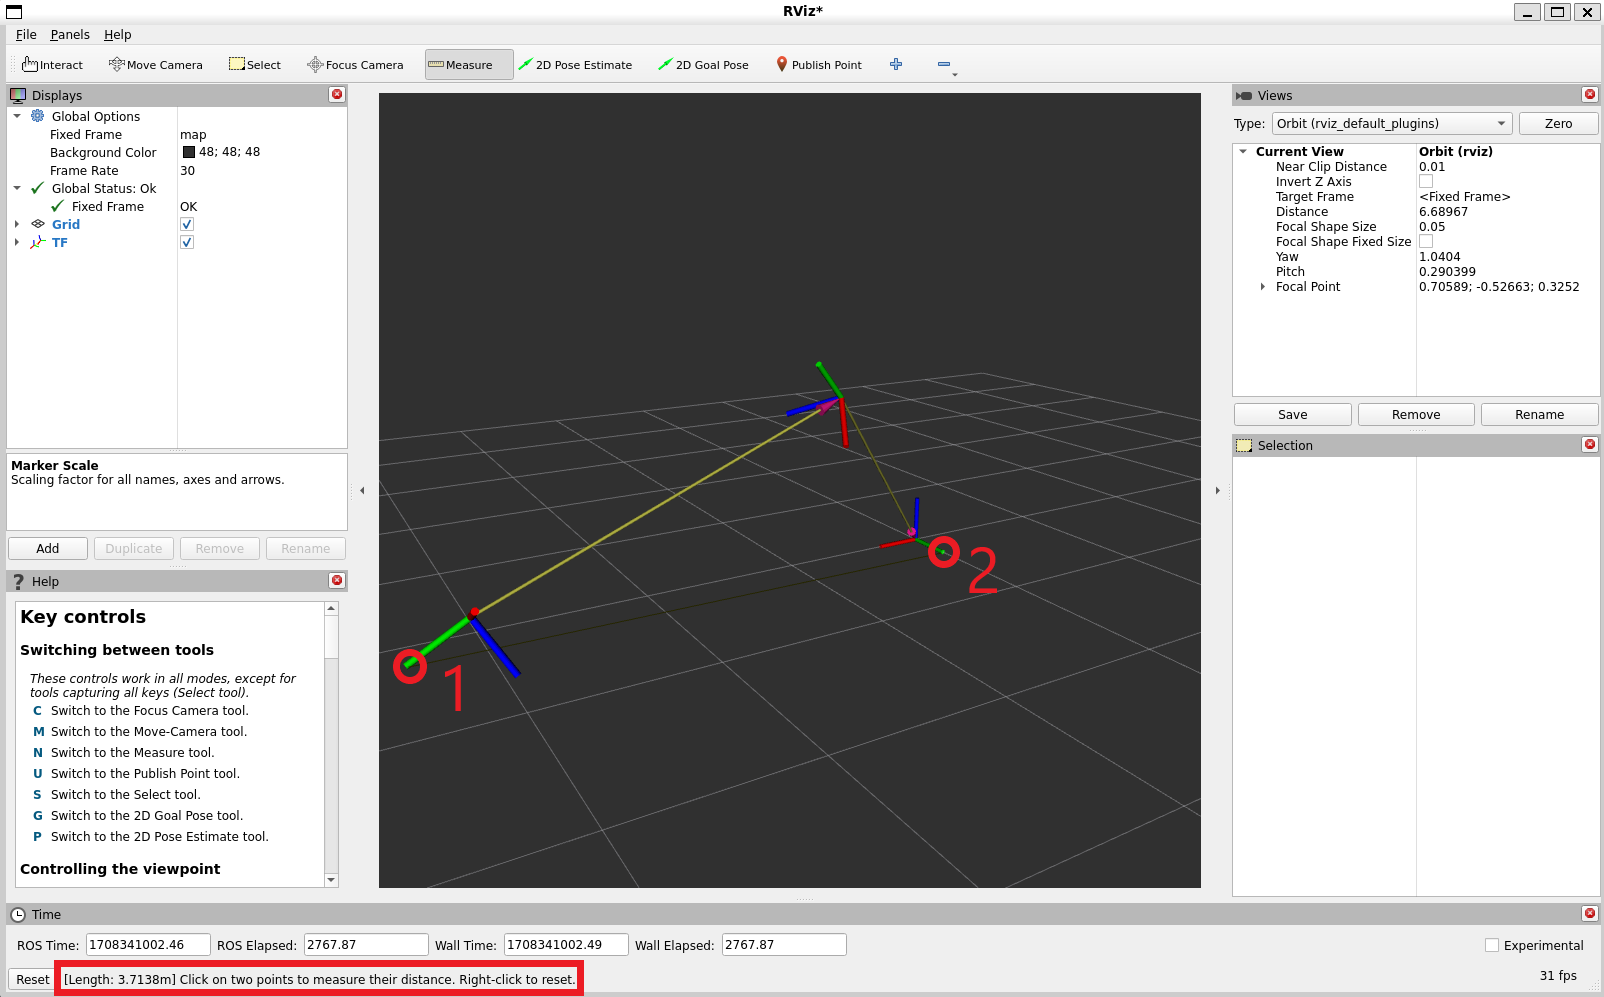 RViz*
File Panels Help
Interact Move Camera Select Focus Camera Measure 2D Pose Estimate 2D Goal Pose Publish Point
Displays
Global Options
Fixed Frame map
Background Color 48; 48; 48
Frame Rate 30
Global Status: Ok
Fixed Frame OK
Grid
TF
Marker Scale
Scaling factor for all names, axes and arrows.
Add Duplicate Remove Rename
Help
Key controls
Switching between tools
These controls work in all modes, except for
tools capturing all keys (Select tool).
C Switch to the Focus Camera tool.
M Switch to the Move-Camera tool.
N Switch to the Measure tool.
U Switch to the Publish Point tool.
S Switch to the Select tool.
G Switch to the 2D Goal Pose tool.
P Switch to the 2D Pose Estimate tool.
Controlling the viewpoint
1
2
Views
Type: Orbit (rviz_default_plugins) Zero
Current View Orbit (rviz)
Near Clip Distance 0.01
Invert Z Axis
Target Frame <Fixed Frame>
Distance 6.68967
Focal Shape Size 0.05
Focal Shape Fixed Size
Yaw 1.0404
Pitch 0.290399
Focal Point 0.70589; -0.52663; 0.3252
Save Remove Rename
Selection
Time
ROS Time: 1708341002.46 ROS Elapsed: 2767.87 Wall Time: 1708341002.49 Wall Elapsed: 2767.87 Experimental
Reset [Length: 3.7138m] Click on two points to measure their distance. Right-click to reset. 31 fps